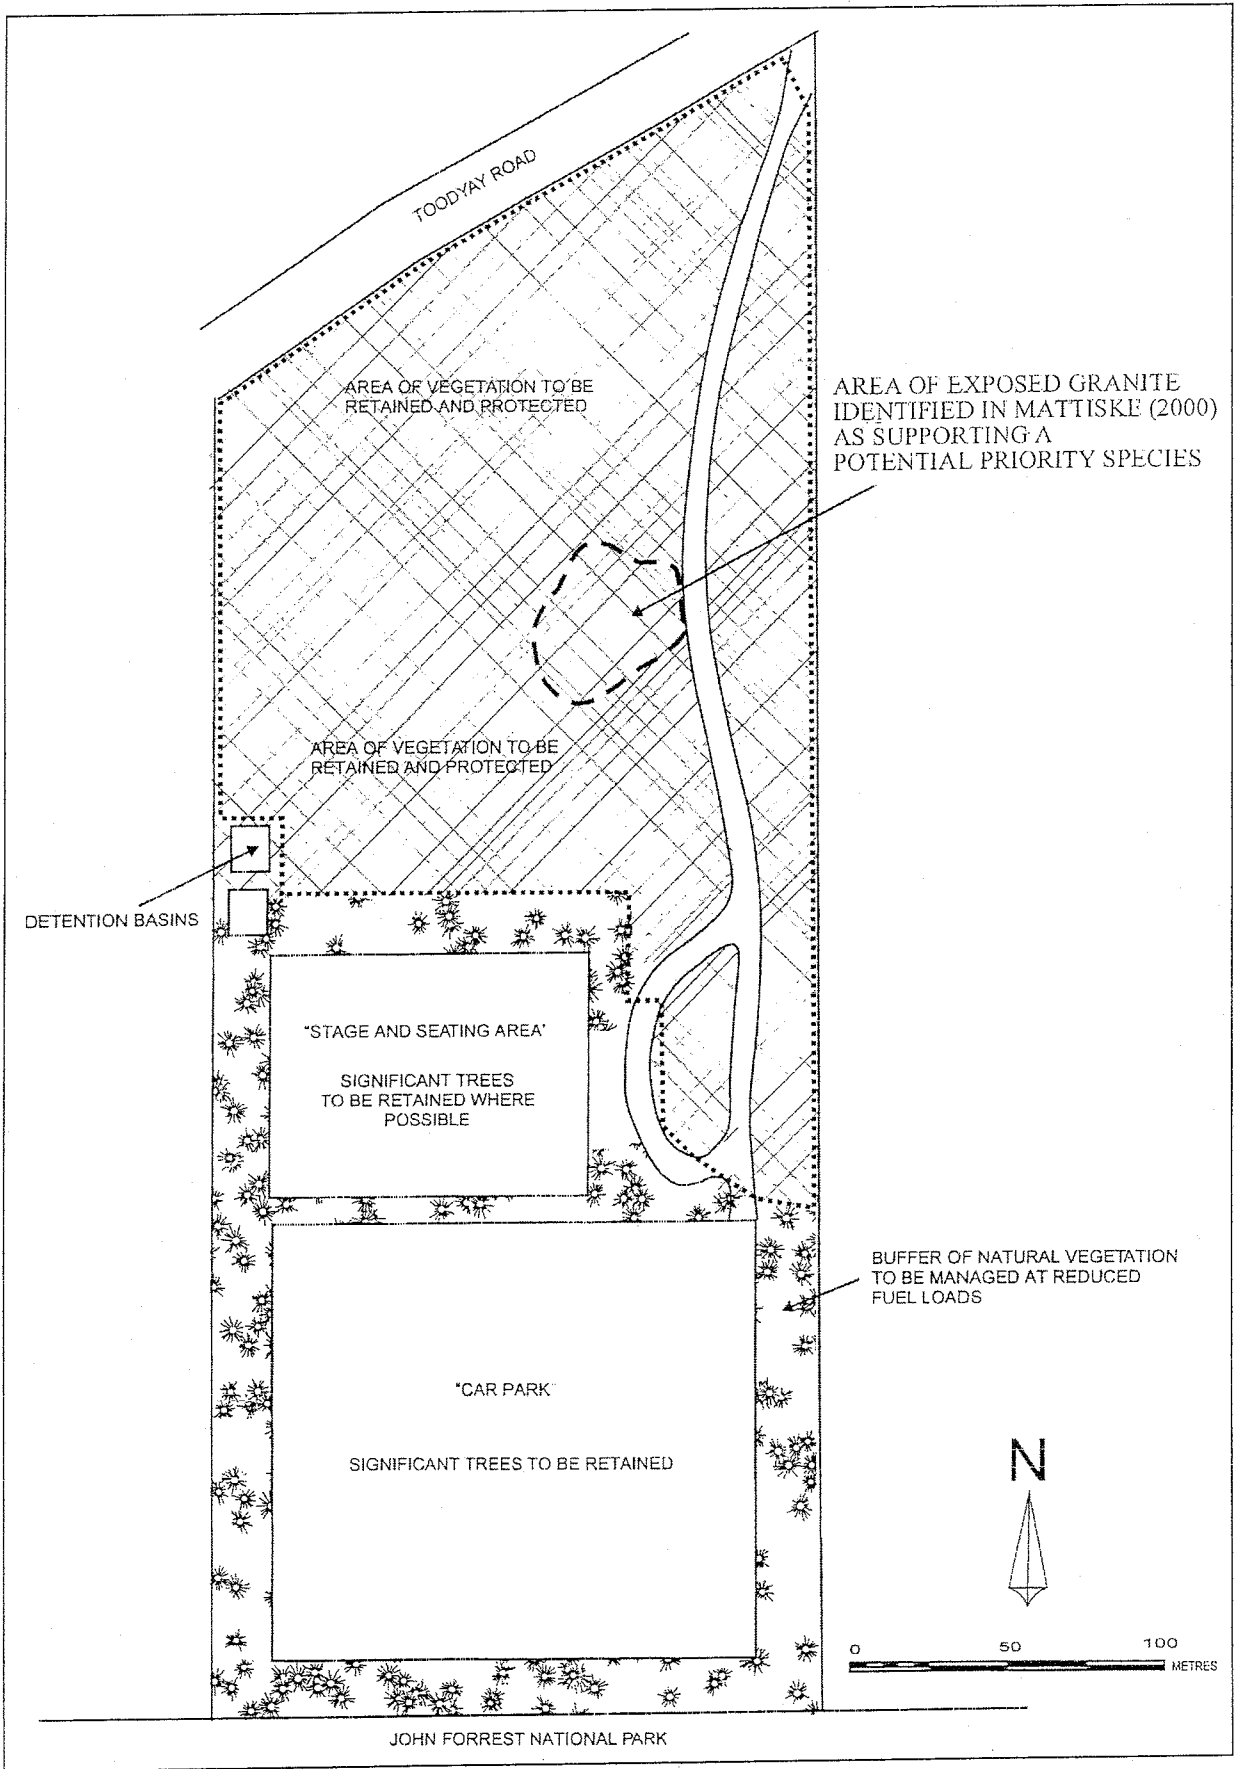 TOODYAY ROAD
AREA OF VEGETATION TO BE
RETAINED AND PROTECTED
AREA OF EXPOSED GRANITE
IDENTIFIED IN MATTISKE (2000)
AS SUPPORTING A
POTENTIAL PRIORITY SPECIES
AREA OF VEGETATION TO BE
RETAINED AND PROTECTED
DETENTION BASINS
"STAGE AND SEATING AREA'
SIGNIFICANT TREES
TO BE RETAINED WHERE
POSSIBLE
BUFFER OF NATURAL VEGETATION
TO BE MANAGED AT REDUCED
FUEL LOADS
"CAR PARK"
SIGNIFICANT TREES TO BE RETAINED
N
0 50 100
METRES
JOHN FORREST NATIONAL PARK